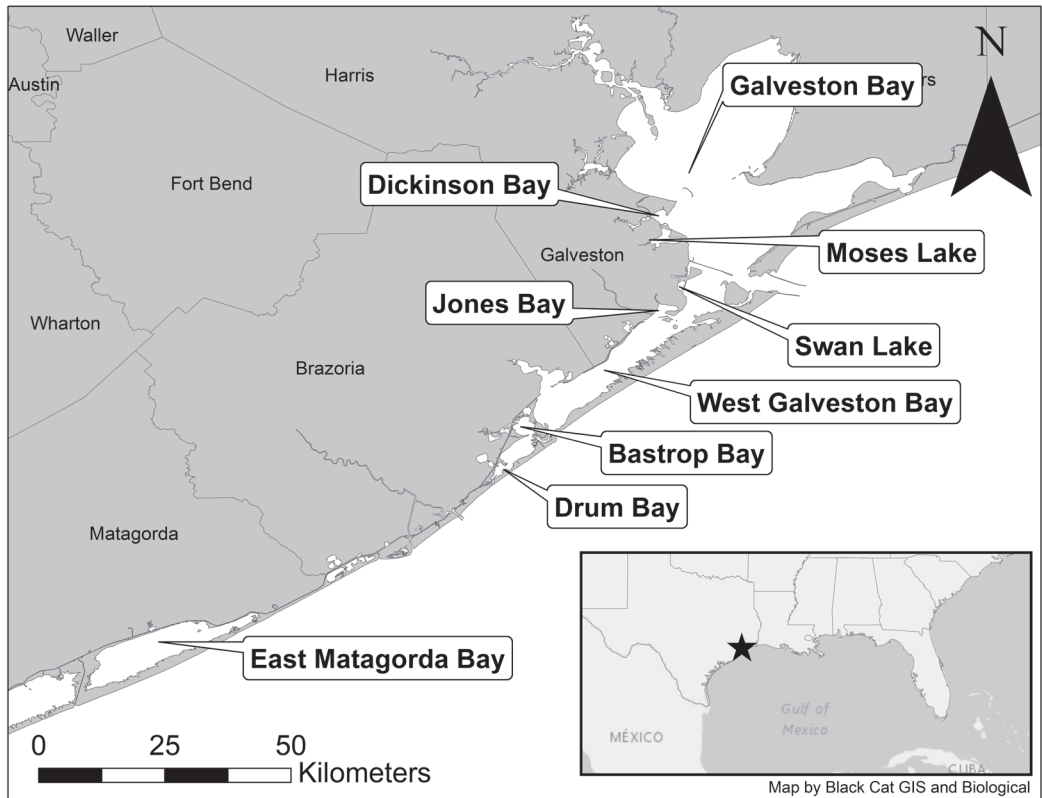 Waller
N
Austin
Harris
Galveston Bay
rs
Fort Bend
Dickinson Bay
Galveston
Moses Lake
Jones Bay
Wharton
Swan Lake
Brazoria
West Galveston Bay
Bastrop Bay
Drum Bay
Matagorda
East Matagorda Bay
Gulf of
Mexico
MÉXICO
CUBA
0 25 50
Kilometers
Map by Black Cat GIS and Biological